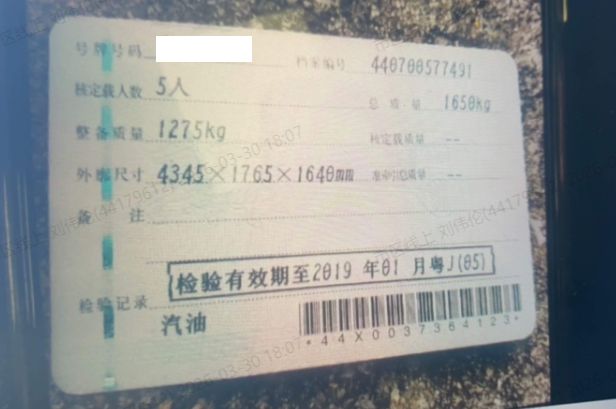 号牌号码
档案编号 440700577491
核定载人数 5人
总质量 1650kg
整备质量 1275kg
核定载质量 --
外廓尺寸 4345×1765×1640mm
准牵引总质量 --
备注
检验有效期至2019年01月粤J(05)
检验记录
汽油
*44X0037364123*